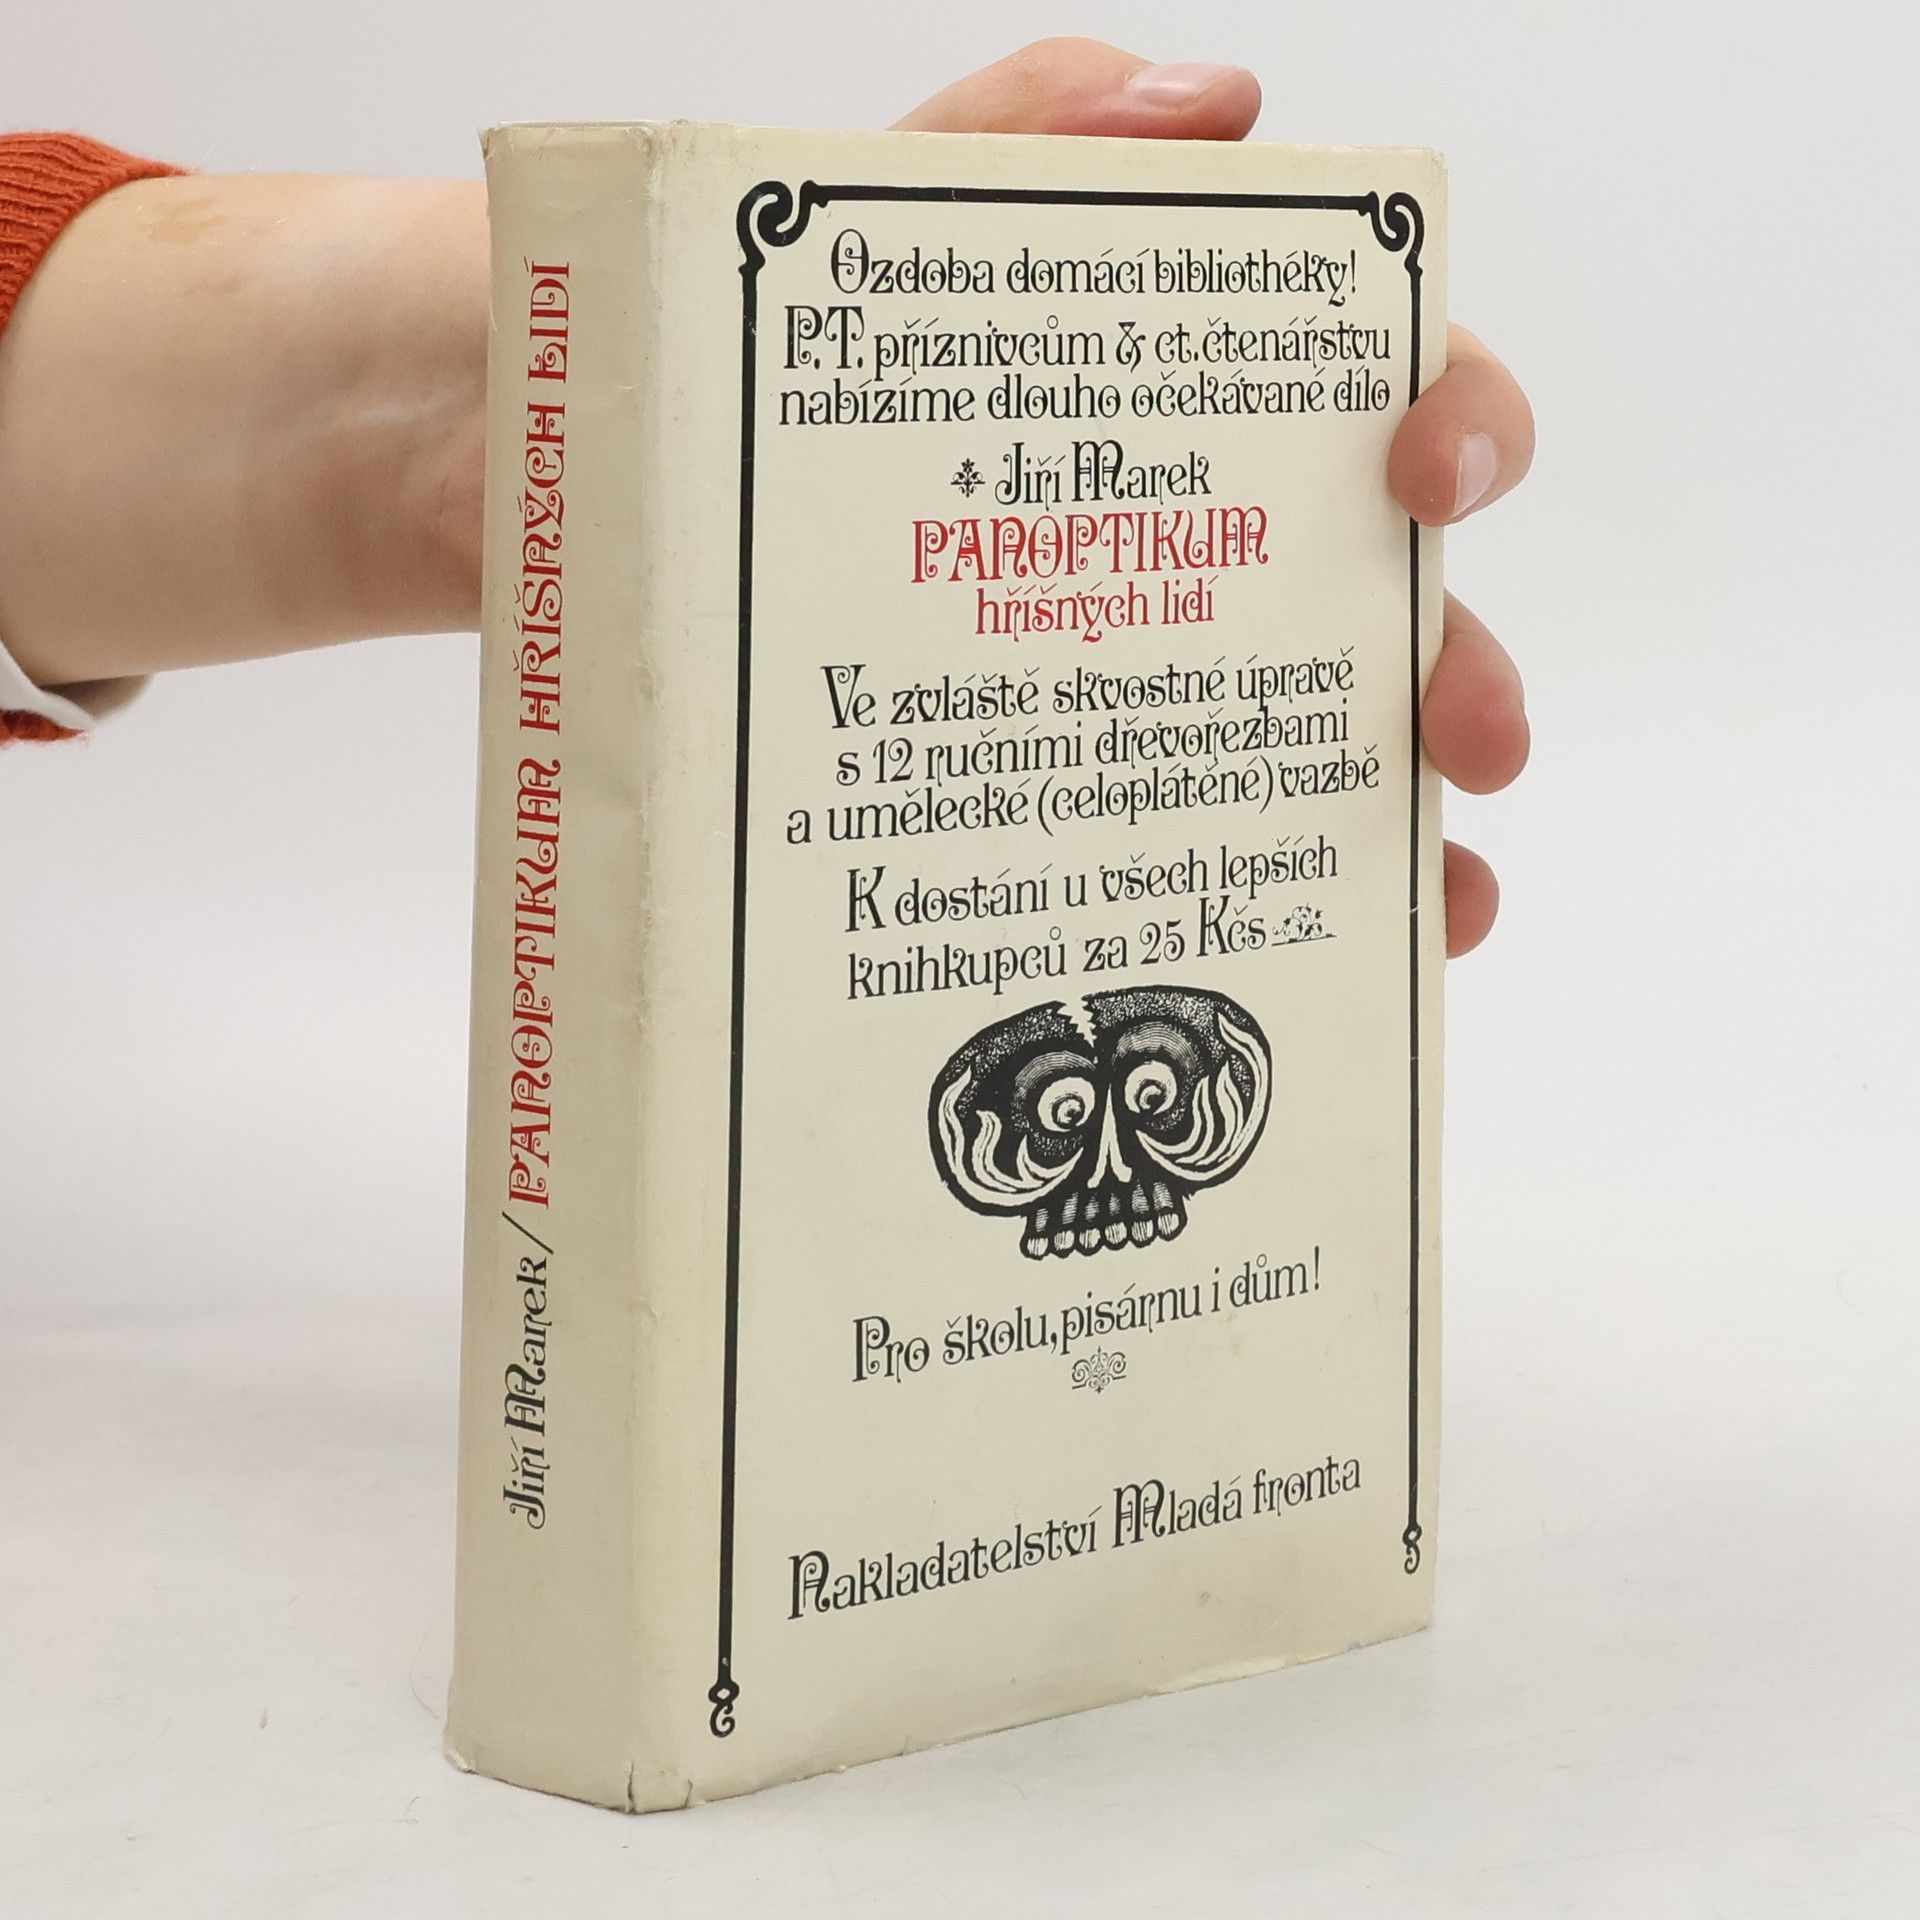 Jiří Marek/PANOPTIKUM HŘÍŠNÝCH LIDÍ
Ozdoba domácí bibliothéky!
P.T. příznivcům & ct. čtenářstvu
nabízíme dlouho očekávané dílo
Jiří Marek
PANOPTIKUM
hříšných lidí
Ve zvláště skvostné úpravě
s 12 ručními dřevořezbami
a umělecké (celoplátěné) vazbě
K dostání u všech lepších
knihkupců za 25 Kčs
Pro školu, pisárnu i dům!
Nakladatelství Mladá fronta